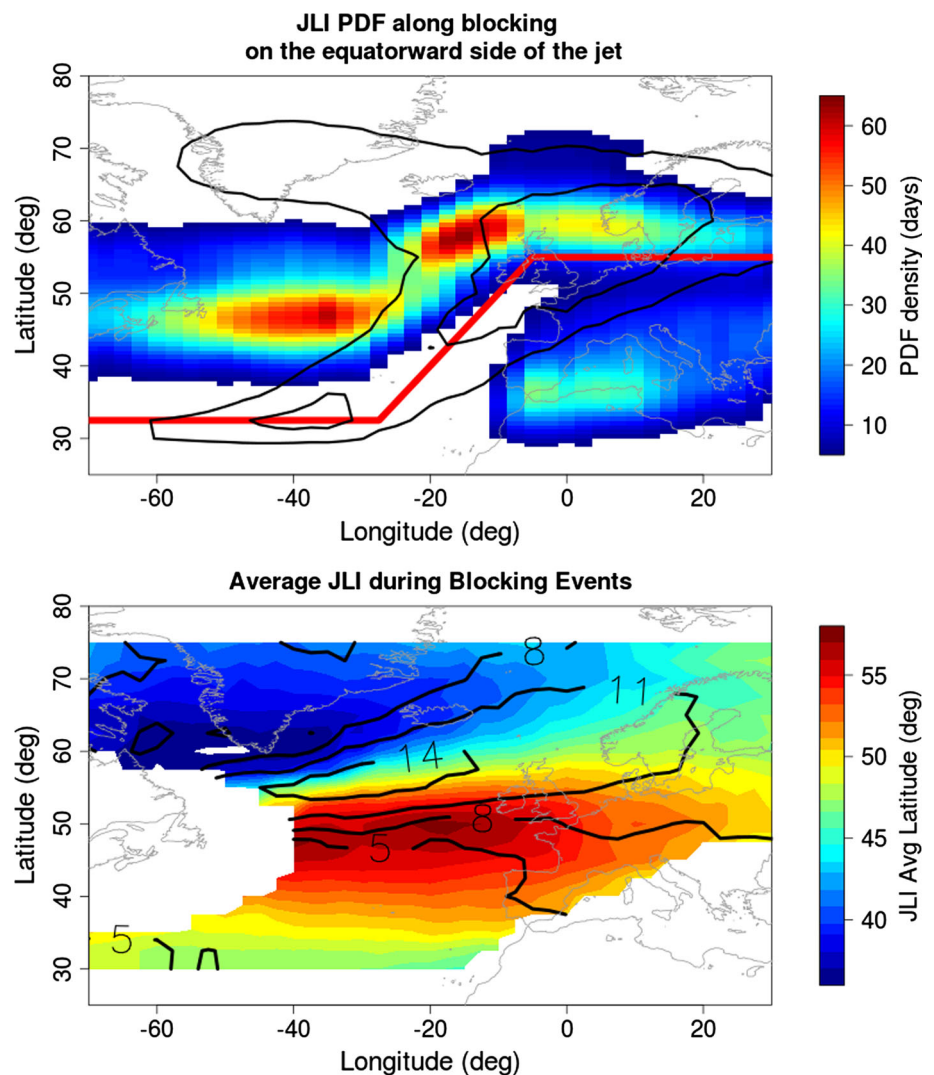 JLI PDF along blocking
on the equatorward side of the jet
80
70
60
50
40
30
Latitude (deg)
-60 -40 -20 0 20
Longitude (deg)
60
50
40
30
20
10
PDF density (days)
Average JLI during Blocking Events
80
70
60
50
40
30
Latitude (deg)
8
11
14
8
5
5
-60 -40 -20 0 20
Longitude (deg)
55
50
45
40
JLI Avg Latitude (deg)